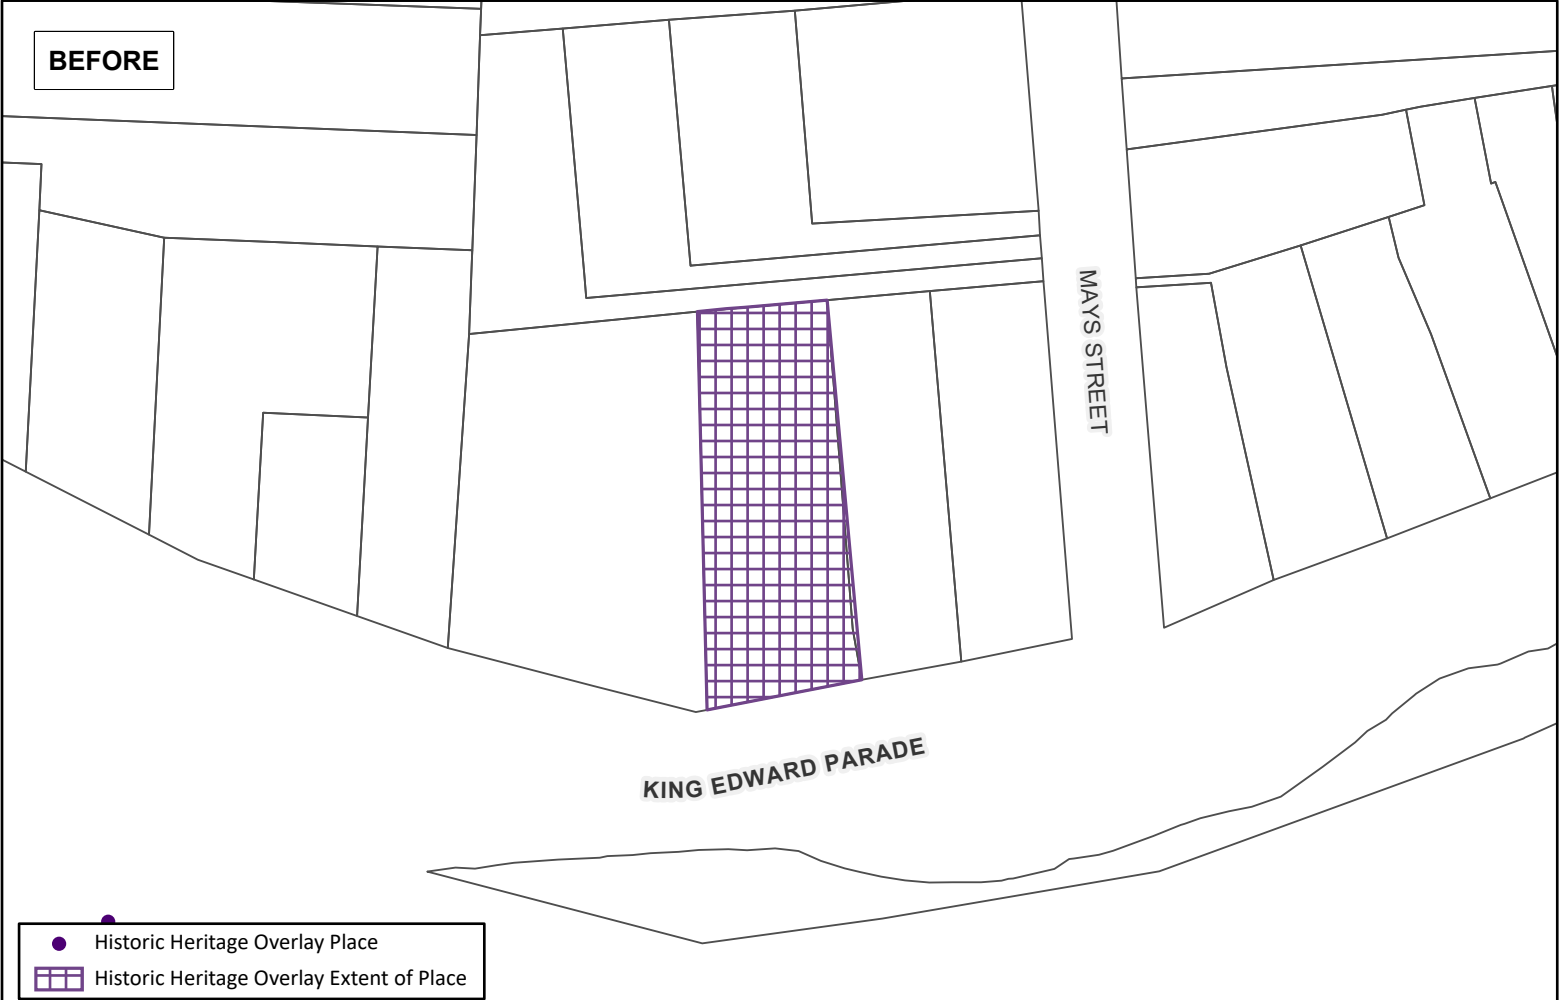 BEFORE
MAYS STREET
KING EDWARD PARADE
Historic Heritage Overlay Place
Historic Heritage Overlay Extent of Place